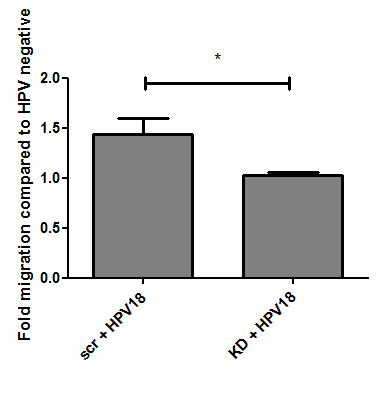 *
Fold migration compared to HPV negative
2.0
1.5
1.0
0.5
0.0
scr + HPV18
KD + HPV18